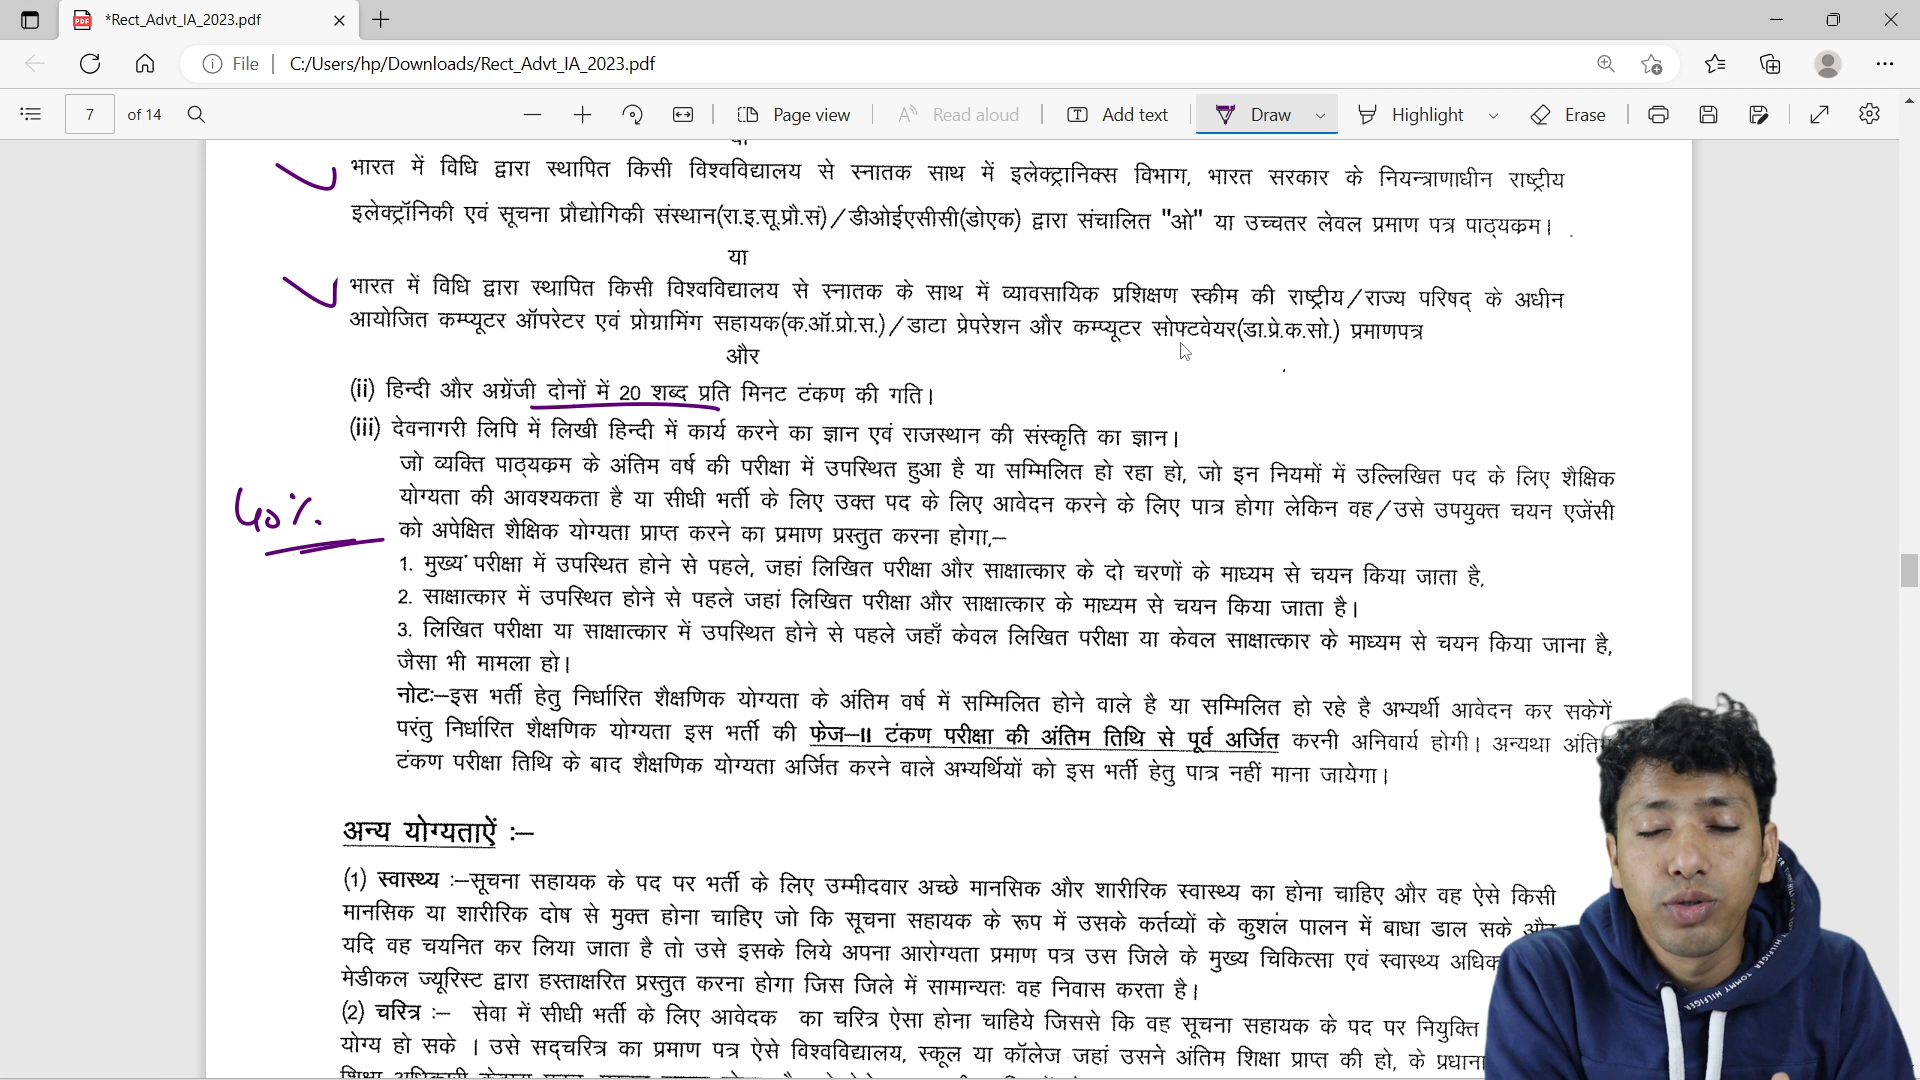 *Rect_Advt_IA_2023.pdf
File | C:/Users/hp/Downloads/Rect_Advt_IA_2023.pdf
7 of 14 Page view Read aloud Add text Draw Highlight Erase
या
भारत में विधि द्वारा स्थापित किसी विश्वविद्यालय से स्नातक साथ में इलेक्ट्रानिक्स विभाग, भारत सरकार के नियन्त्राणाधीन राष्ट्रीय
इलेक्ट्रॉनिकी एवं सूचना प्रौद्योगिकी संस्थान(रा.इ.सू.प्रौ.सं)/डीओईएसीसी(डोएक) द्वारा संचालित "ओ" या उच्चतर लेवल प्रमाण पत्र पाठ्यकम।
या
भारत में विधि द्वारा स्थापित किसी विश्वविद्यालय से स्नातक के साथ में व्यावसायिक प्रशिक्षण स्कीम की राष्ट्रीय/राज्य परिषद् के अधीन
आयोजित कम्प्यूटर ऑपरेटर एवं प्रोग्रामिंग सहायक(क.ऑ.प्रो.स.)/डाटा प्रेपरेशन और कम्प्यूटर सोफ्टवेयर(डा.प्रे.क.सो.) प्रमाणपत्र
और
(ii) हिन्दी और अग्रेंजी दोनों में 20 शब्द प्रति मिनट टंकण की गति।
(iii) देवनागरी लिपि में लिखी हिन्दी में कार्य करने का ज्ञान एवं राजस्थान की संस्कृति का ज्ञान।
जो व्यक्ति पाठ्यकम के अंतिम वर्ष की परीक्षा में उपस्थित हुआ है या सम्मिलित हो रहा हो, जो इन नियमों में उल्लिखित पद के लिए शैक्षिक
40%
योग्यता की आवश्यकता है या सीधी भर्ती के लिए उक्त पद के लिए आवेदन करने के लिए पात्र होगा लेकिन वह/उसे उपयुक्त चयन एजेंसी
को अपेक्षित शैक्षिक योग्यता प्राप्त करने का प्रमाण प्रस्तुत करना होगा,–
1. मुख्य परीक्षा में उपस्थित होने से पहले, जहां लिखित परीक्षा और साक्षात्कार के दो चरणों के माध्यम से चयन किया जाता है,
2. साक्षात्कार में उपस्थित होने से पहले जहां लिखित परीक्षा और साक्षात्कार के माध्यम से चयन किया जाता है।
3. लिखित परीक्षा या साक्षात्कार में उपस्थित होने से पहले जहाँ केवल लिखित परीक्षा या केवल साक्षात्कार के माध्यम से चयन किया जाना है,
जैसा भी मामला हो।
नोटः–इस भर्ती हेतु निर्धारित शैक्षणिक योग्यता के अंतिम वर्ष में सम्मिलित होने वाले है या सम्मिलित हो रहे है अभ्यर्थी आवेदन कर सकेगें
परंतु निर्धारित शैक्षणिक योग्यता इस भर्ती की फेज–II टंकण परीक्षा की अंतिम तिथि से पूर्व अर्जित करनी अनिवार्य होगी। अन्यथा
टंकण परीक्षा तिथि के बाद शैक्षणिक योग्यता अर्जित करने वाले अभ्यर्थियों को इस भर्ती हेतु पात्र नहीं माना जायेगा।
अन्य योग्यताऐं :–
(1) स्वास्थ्य :–सूचना सहायक के पद पर भर्ती के लिए उम्मीदवार अच्छे मानसिक और शारीरिक स्वास्थ्य का होना चाहिए और वह ऐसे किसी
मानसिक या शारीरिक दोष से मुक्त होना चाहिए जो कि सूचना सहायक के रूप में उसके कर्तव्यों के कुशल पालन में बाधा डाल सके और
यदि वह चयनित कर लिया जाता है तो उसे इसके लिये अपना आरोग्यता प्रमाण पत्र उस जिले के मुख्य चिकित्सा एवं स्वास्थ्य
मेडीकल ज्यूरिस्ट द्वारा हस्ताक्षरित प्रस्तुत करना होगा जिस जिले में सामान्यतः वह निवास करता है।
(2) चरित्र :– सेवा में सीधी भर्ती के लिए आवेदक का चरित्र ऐसा होना चाहिये जिससे कि वह सूचना सहायक के पद पर नियुक्ति
योग्य हो सके । उसे सद्चरित्र का प्रमाण पत्र ऐसे विश्वविद्यालय, स्कूल या कॉलेज जहां उसने अंतिम शिक्षा प्राप्त की हो, के
TOMMY HILFIGER